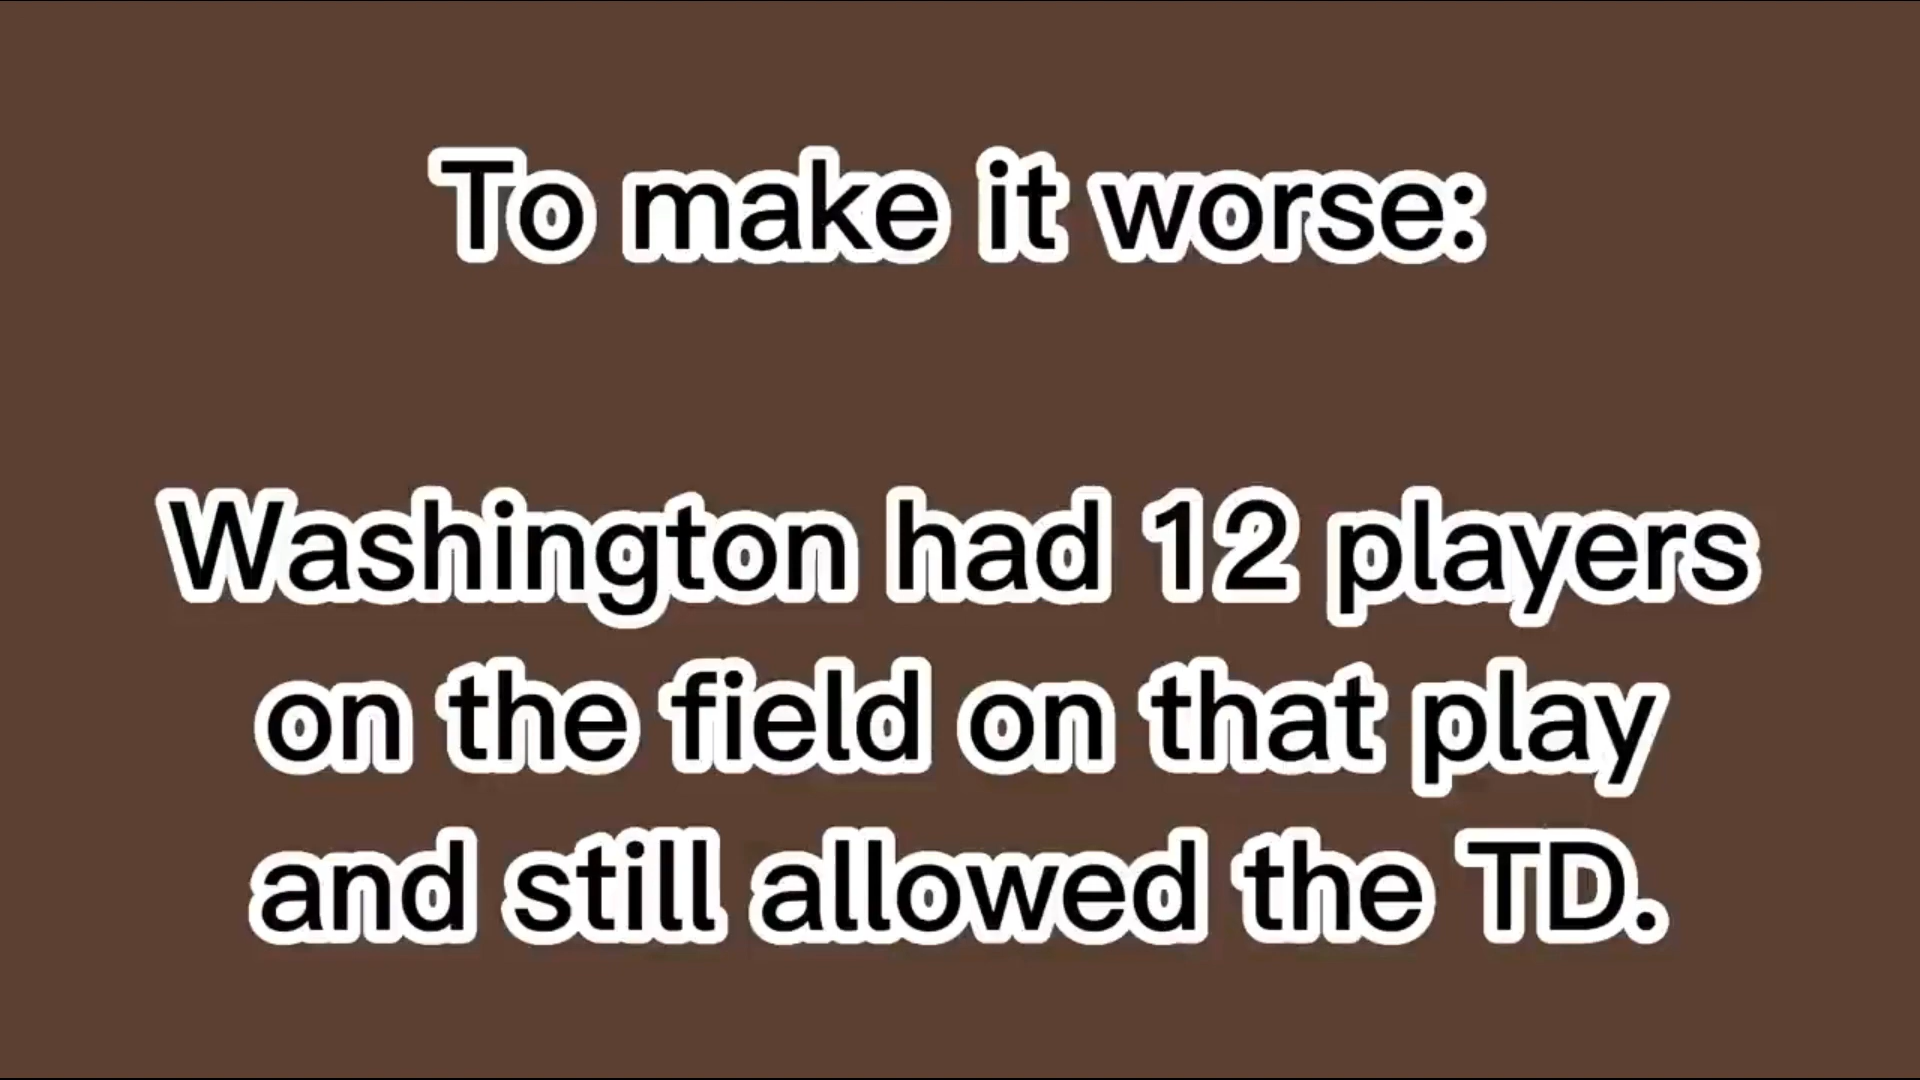 To make it worse:
Washington had 12 players
on the field on that play
and still allowed the TD.